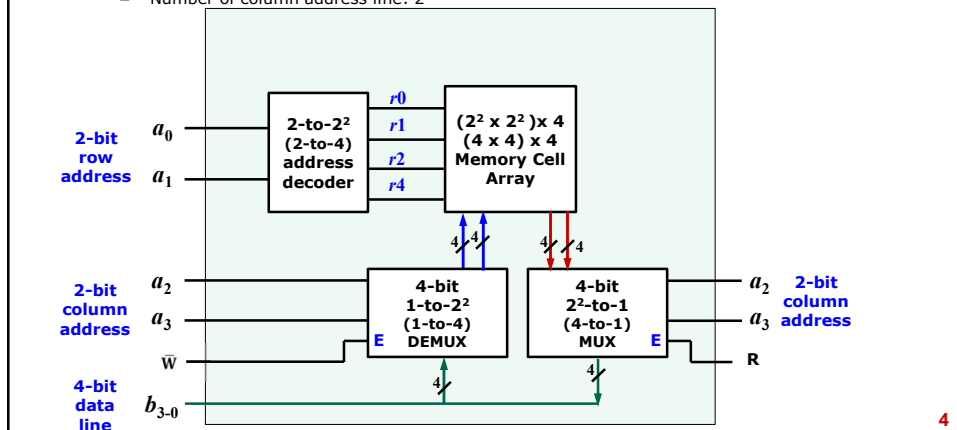 – Number of column address line: 2
2-bit
row
address
a₀
a₁
2-to-2²
(2-to-4)
address
decoder
r0
r1
r2
r4
(2² x 2² )x 4
(4 x 4) x 4
Memory Cell
Array
4
4
4
4
2-bit
column
address
a₂
a₃
W̅
E
4-bit
1-to-2²
(1-to-4)
DEMUX
4-bit
2²-to-1
(4-to-1)
MUX
E
a₂
a₃
R
2-bit
column
address
4-bit
data
line
b₃₋₀
4
4
4